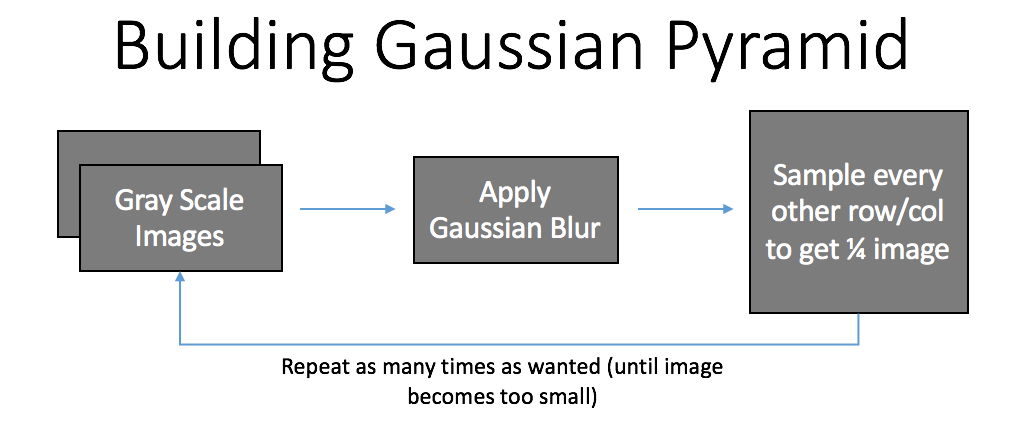 Building Gaussian Pyramid
Gray Scale
Images
Apply
Gaussian Blur
Sample every
other row/col
to get ¼ image
Repeat as many times as wanted (until image
becomes too small)